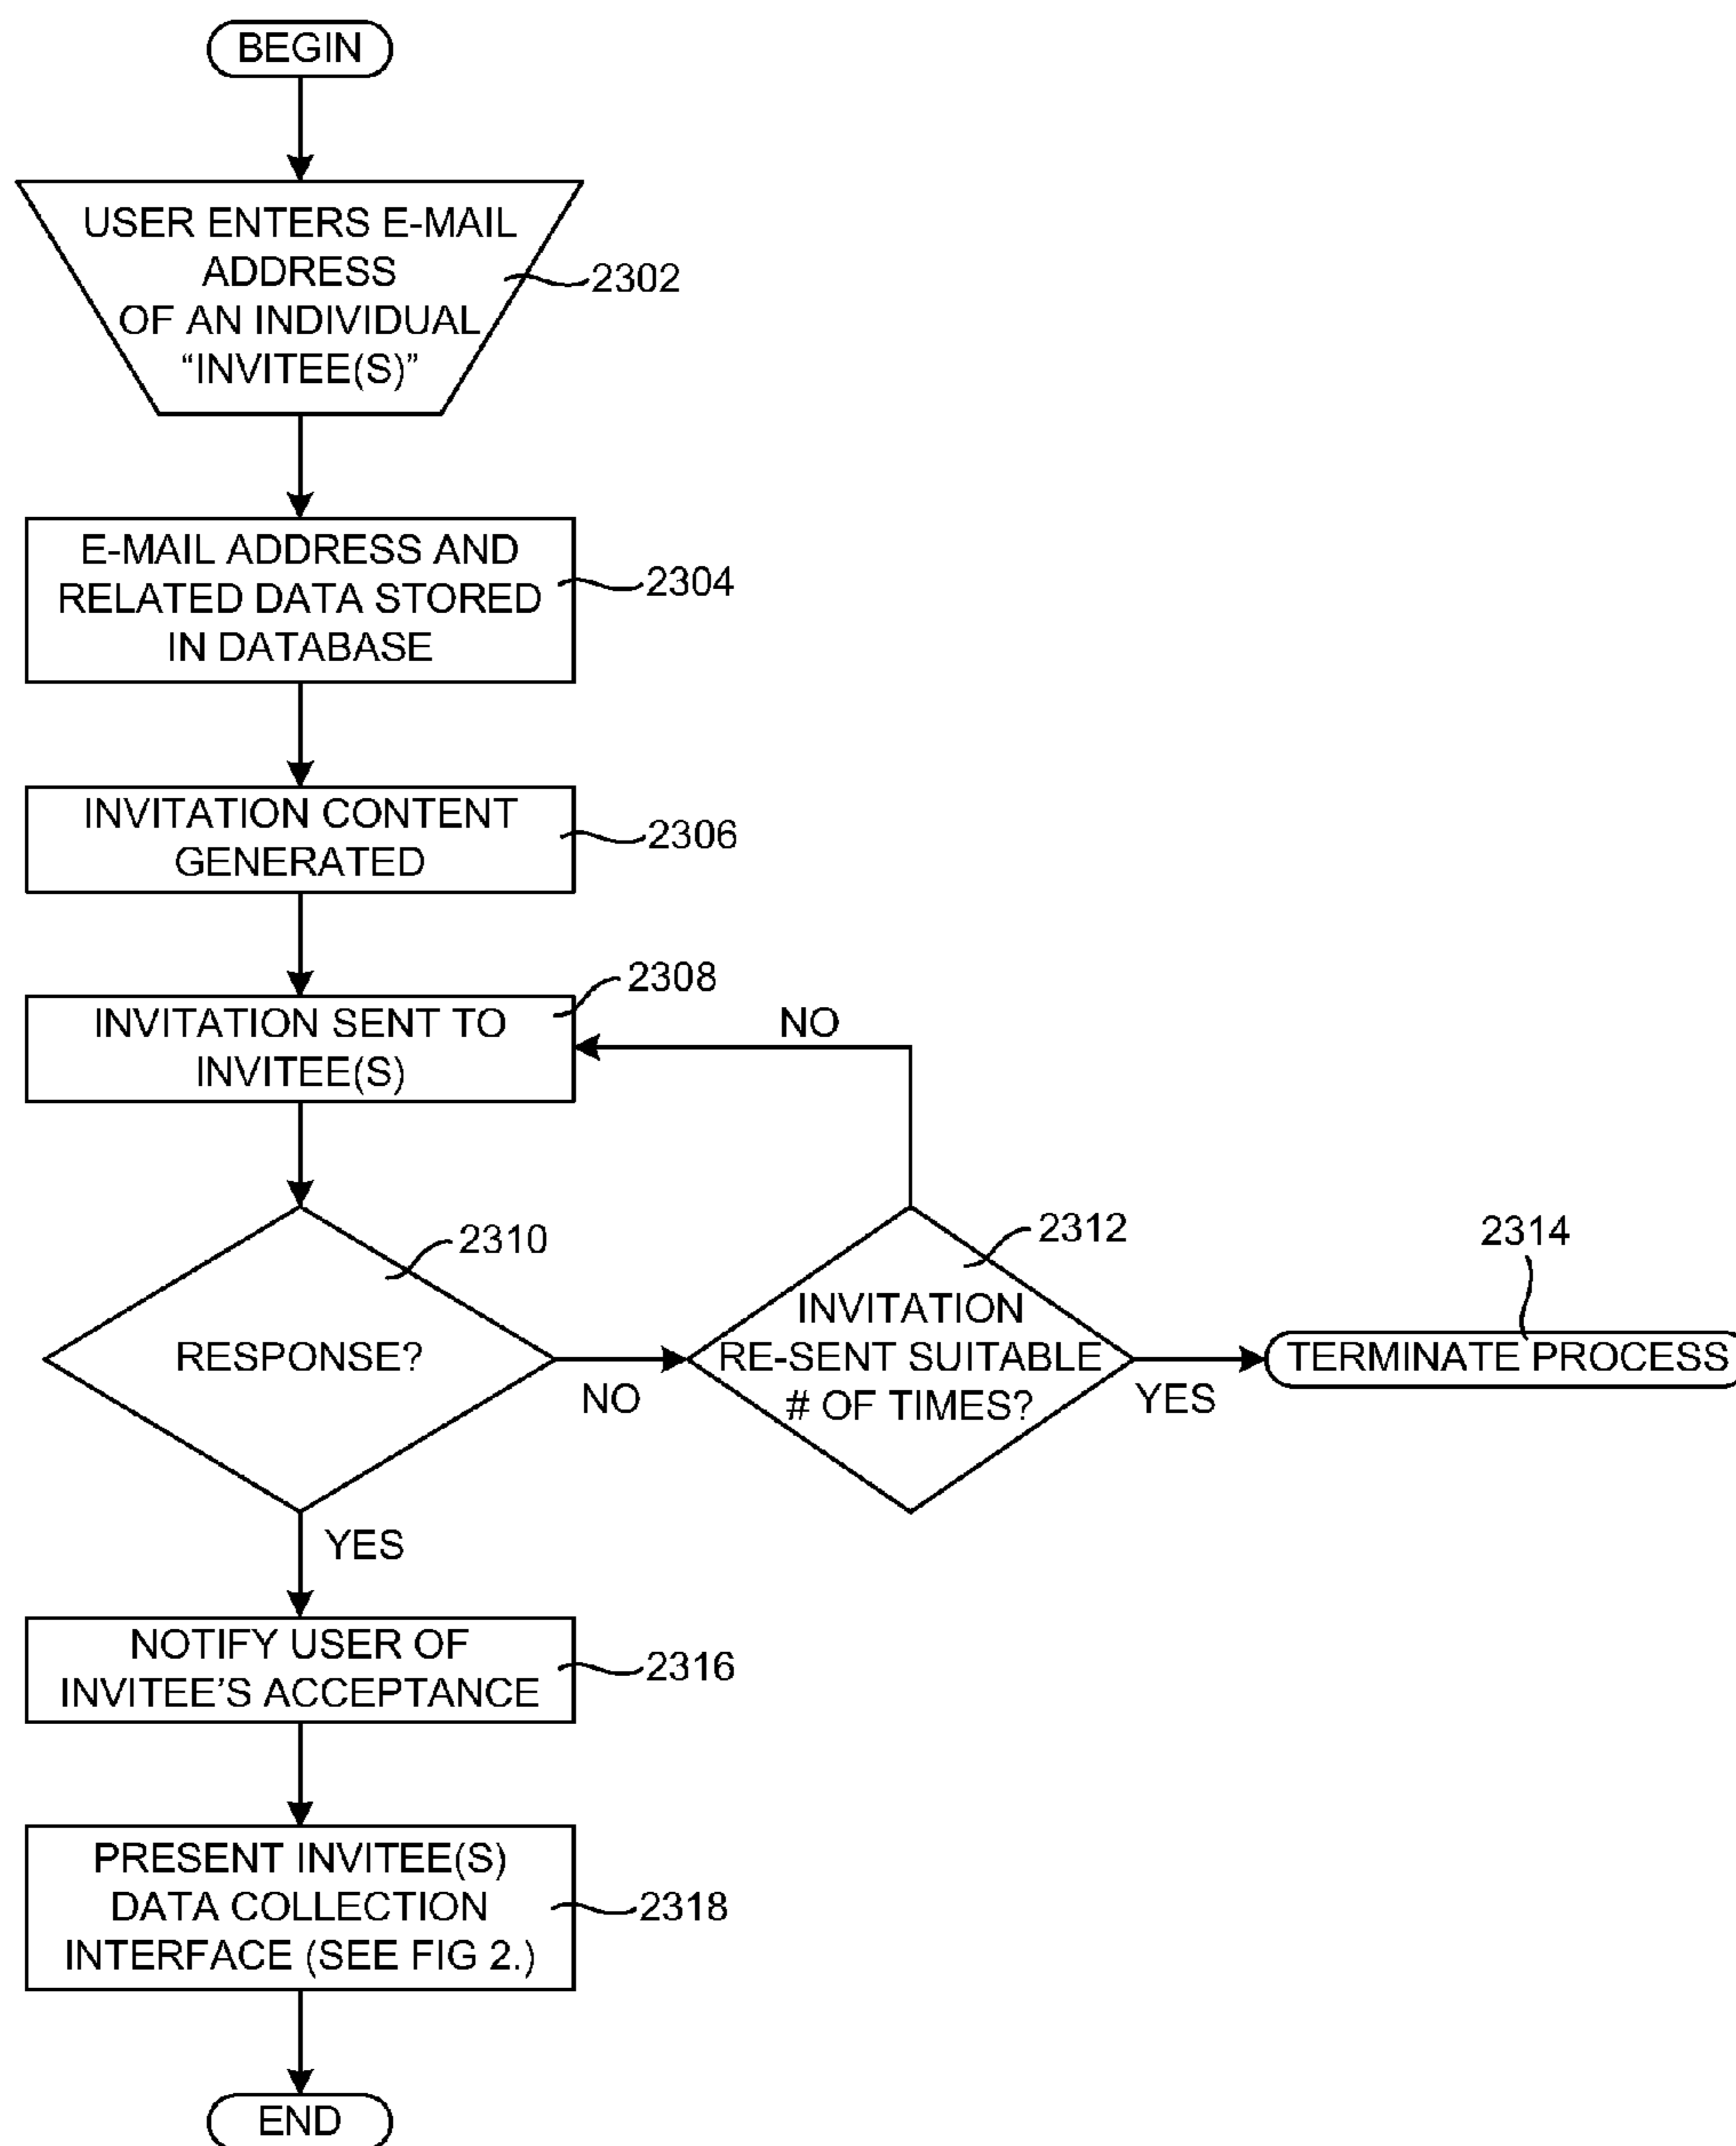 BEGIN
USER ENTERS E-MAIL
ADDRESS
OF AN INDIVIDUAL
“INVITEE(S)”
2302
E-MAIL ADDRESS AND
RELATED DATA STORED
IN DATABASE
2304
INVITATION CONTENT
GENERATED
2306
INVITATION SENT TO
INVITEE(S)
2308
NO
RESPONSE?
2310
NO
INVITATION
RE-SENT SUITABLE
# OF TIMES?
2312
YES
2314
TERMINATE PROCESS
YES
NOTIFY USER OF
INVITEE’S ACCEPTANCE
2316
PRESENT INVITEE(S)
DATA COLLECTION
INTERFACE (SEE FIG 2.)
2318
END